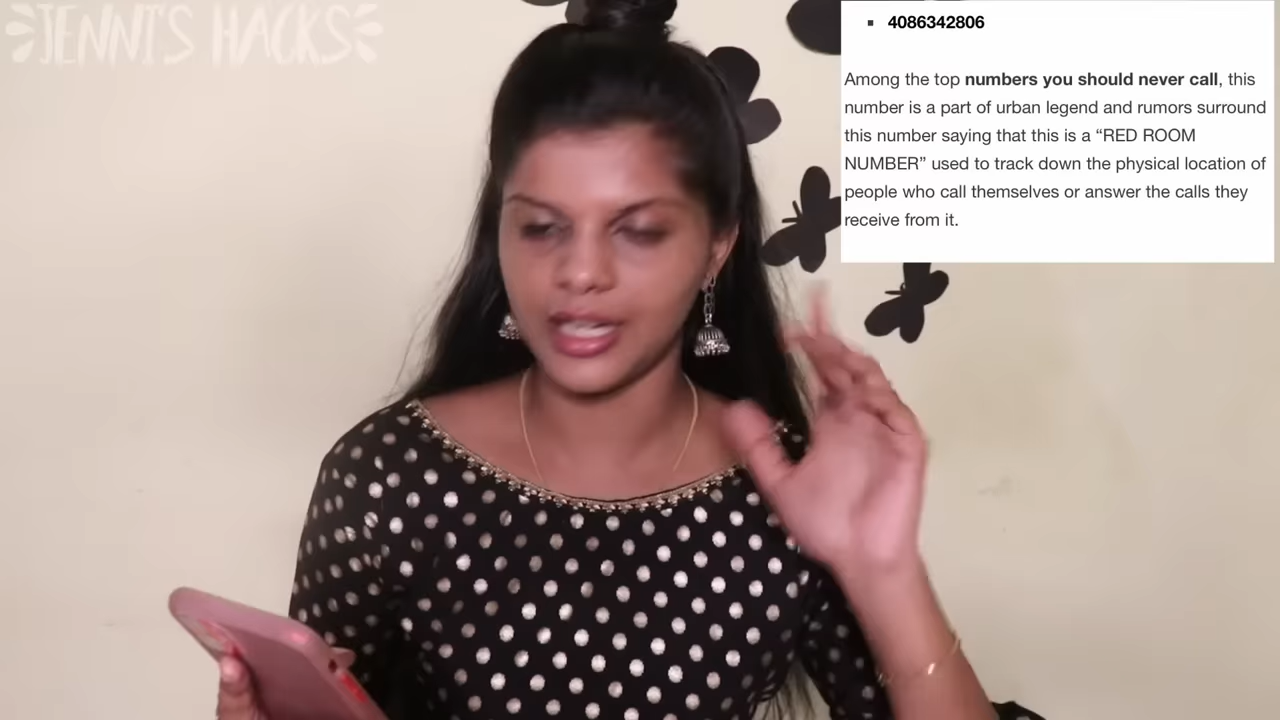 JENNI'S HACKS
4086342806
Among the top numbers you should never call, this
number is a part of urban legend and rumors surround
this number saying that this is a “RED ROOM
NUMBER” used to track down the physical location of
people who call themselves or answer the calls they
receive from it.